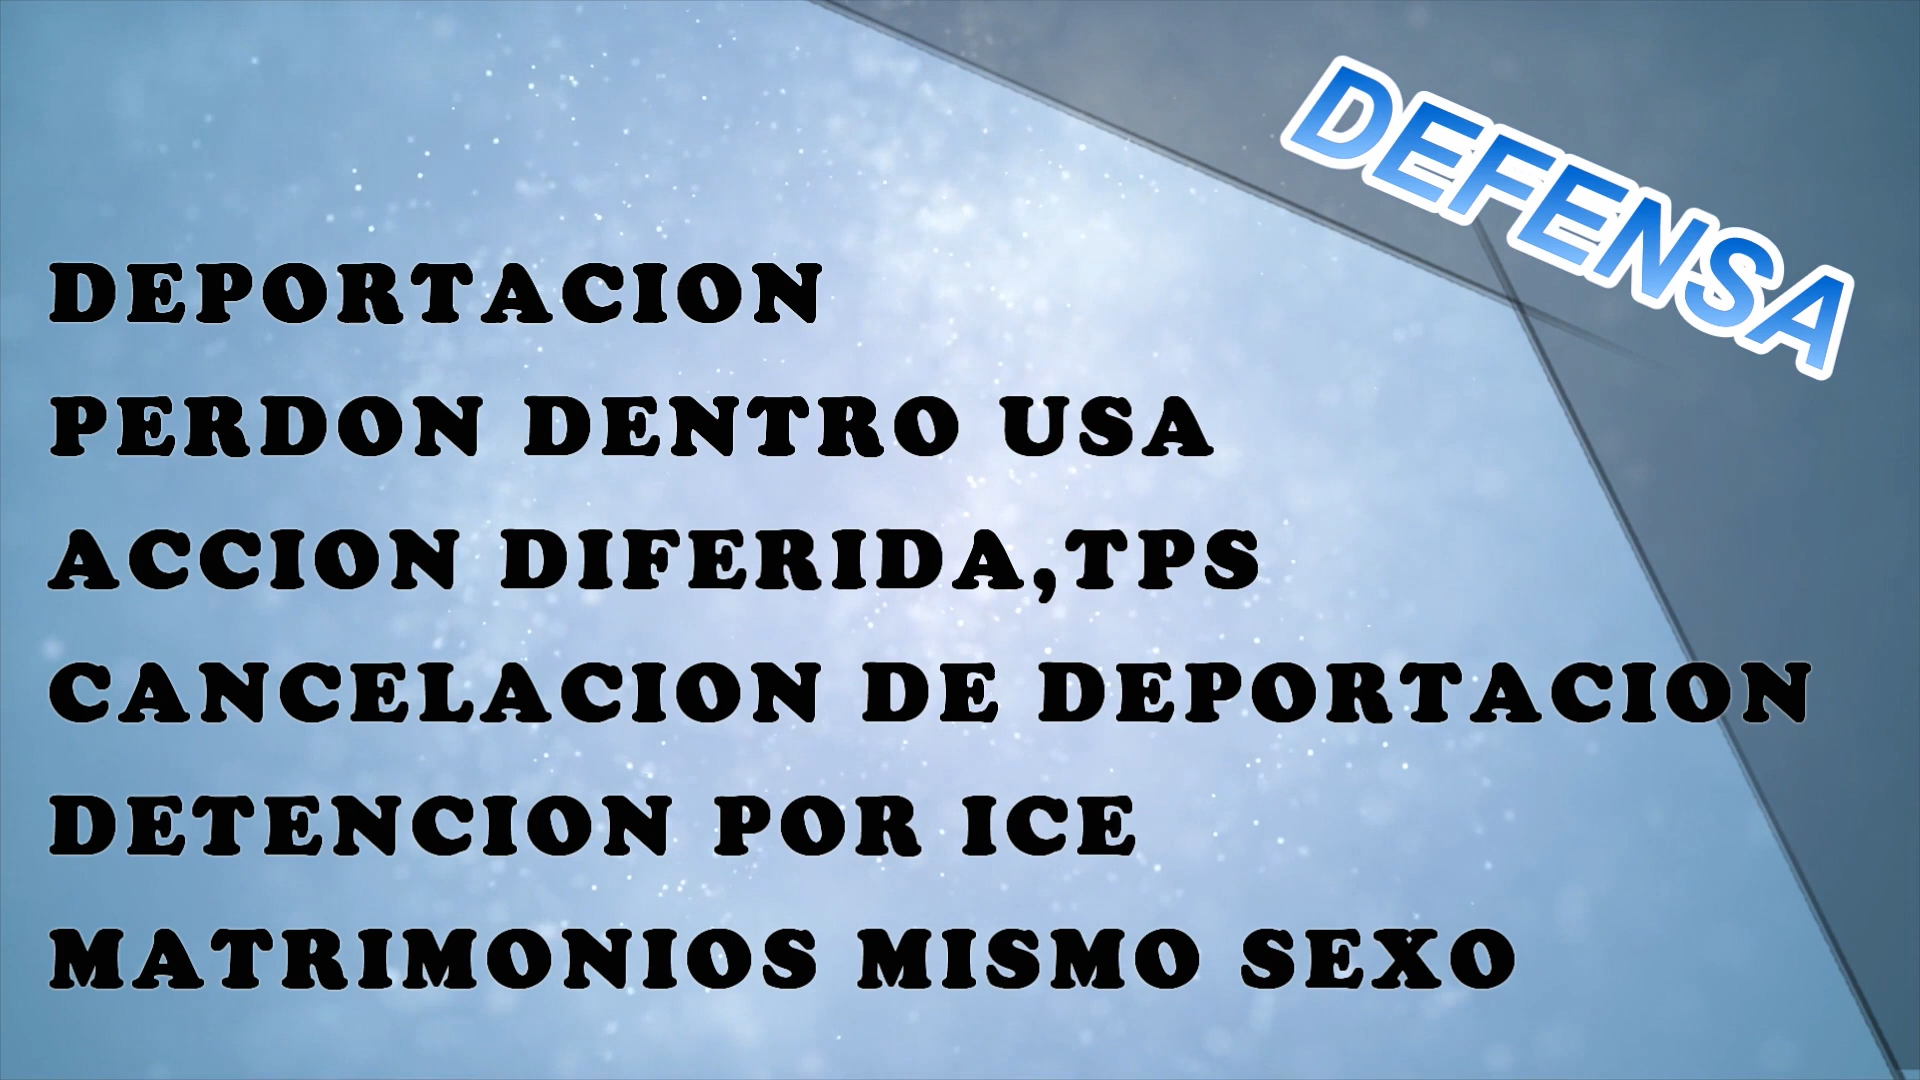 DEFENSA
DEPORTACION
PERDON DENTRO USA
ACCION DIFERIDA,TPS
CANCELACION DE DEPORTACION
DETENCION POR ICE
MATRIMONIOS MISMO SEXO